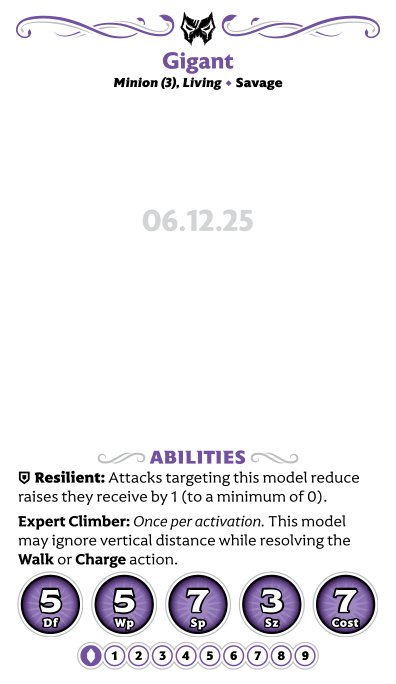 Gigant
Minion (3), Living • Savage
06.12.25
ABILITIES
Resilient: Attacks targeting this model reduce
raises they receive by 1 (to a minimum of 0).
Expert Climber: Once per activation. This model
may ignore vertical distance while resolving the
Walk or Charge action.
5 5 7 3 7
Df Wp Sp Sz Cost
1 2 3 4 5 6 7 8 9